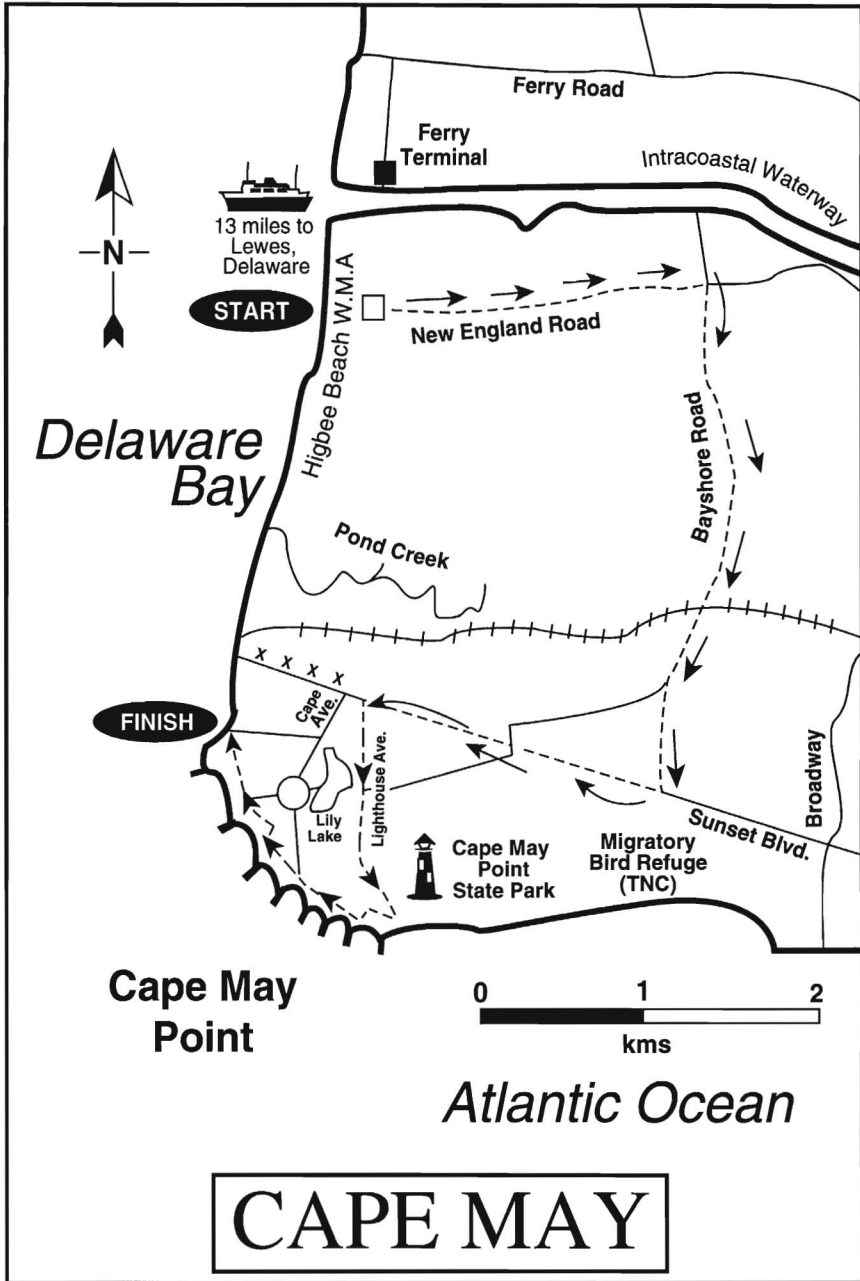 Ferry Road
Ferry
Terminal
Intracoastal Waterway
13 miles to
Lewes,
Delaware
N
START
Higbee Beach W.M.A
New England Road
Delaware
Bay
Bayshore Road
Pond Creek
X X X X
Cape
Ave.
FINISH
Lighthouse Ave.
Lily
Lake
Broadway
Sunset Blvd.
Cape May
Point
State Park
Migratory
Bird Refuge
(TNC)
Cape May
Point
0 1 2
kms
Atlantic Ocean
CAPE MAY